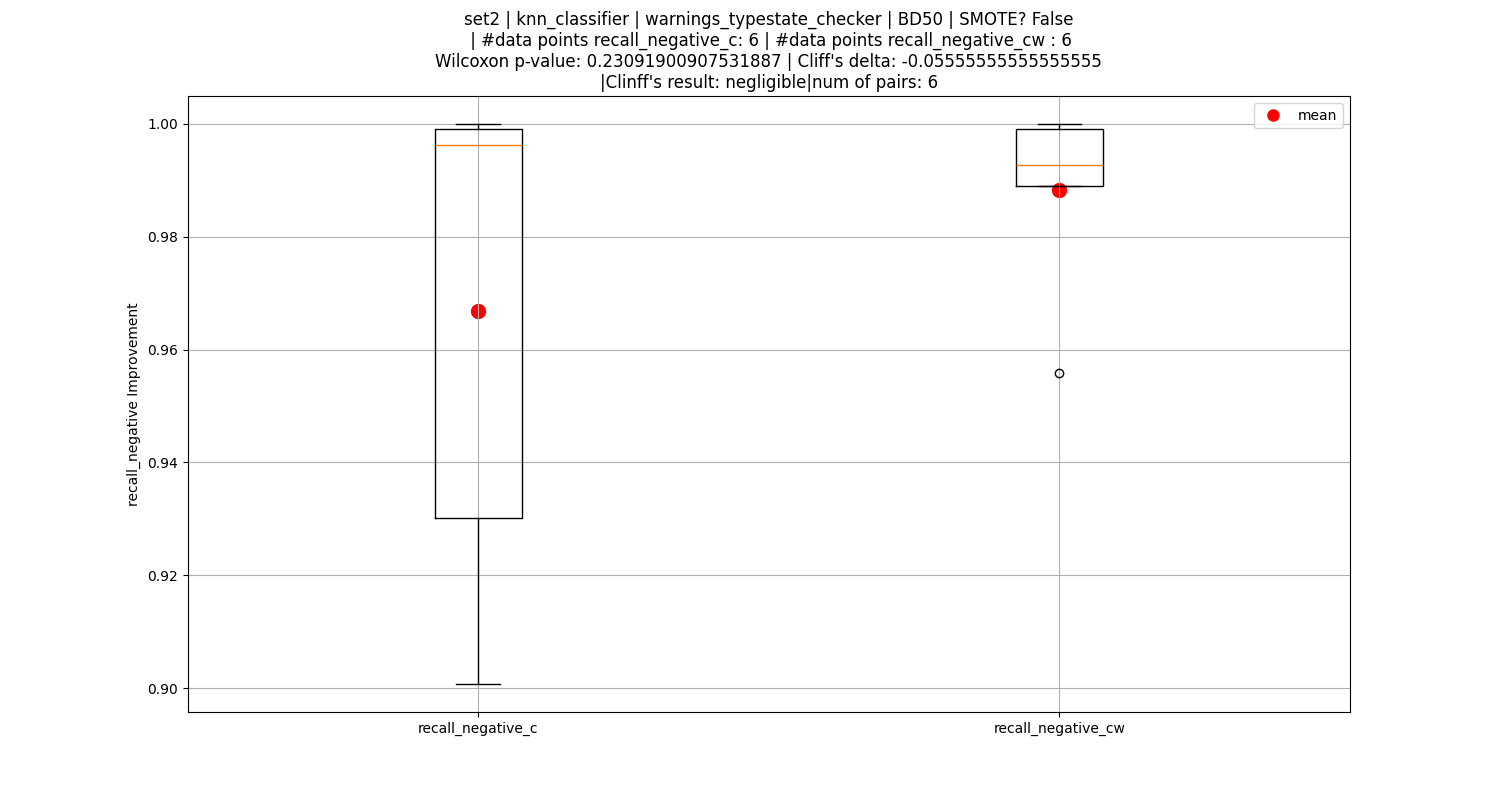 set2 | knn_classifier | warnings_typestate_checker | BD50 | SMOTE? False
| #data points recall_negative_c: 6 | #data points recall_negative_cw : 6
Wilcoxon p-value: 0.23091900907531887 | Cliff's delta: -0.05555555555555555
|Clinff's result: negligible|num of pairs: 6
mean
1.00
0.98
0.96
0.94
0.92
0.90
recall_negative Improvement
recall_negative_c
recall_negative_cw